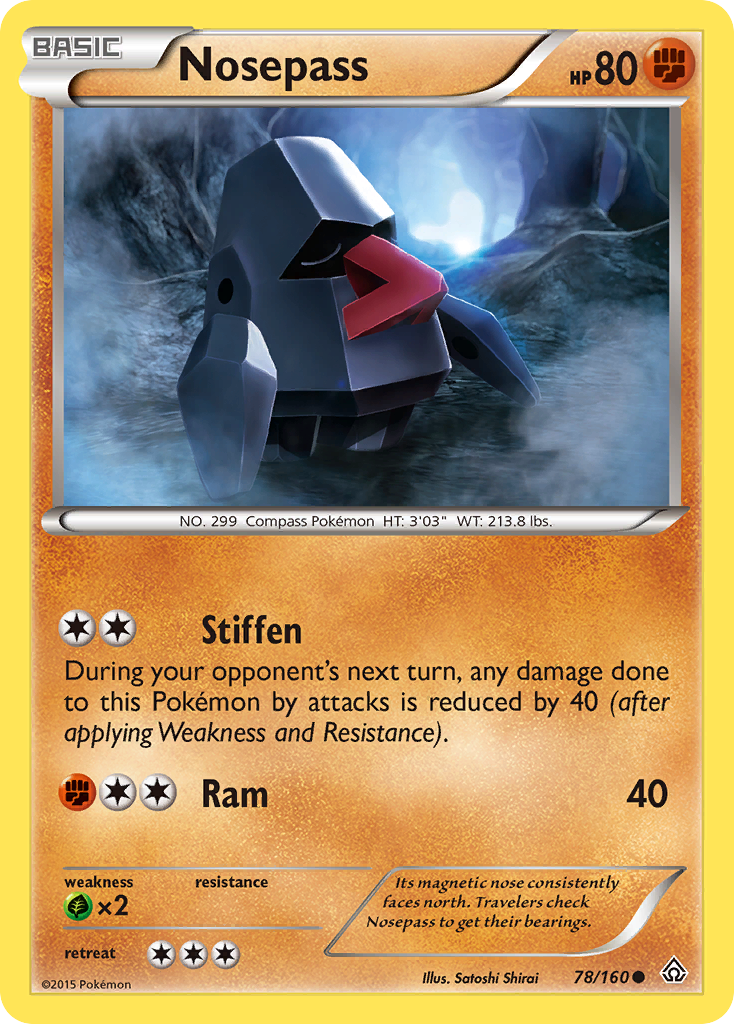 BASIC
Nosepass
HP80
NO. 299 Compass Pokémon HT: 3'03" WT: 213.8 lbs.
Stiffen
During your opponent's next turn, any damage done
to this Pokémon by attacks is reduced by 40 (after
applying Weakness and Resistance).
Ram 40
weakness resistance
×2
retreat
Its magnetic nose consistently
faces north. Travelers check
Nosepass to get their bearings.
©2015 Pokémon
Illus. Satoshi Shirai
78/160